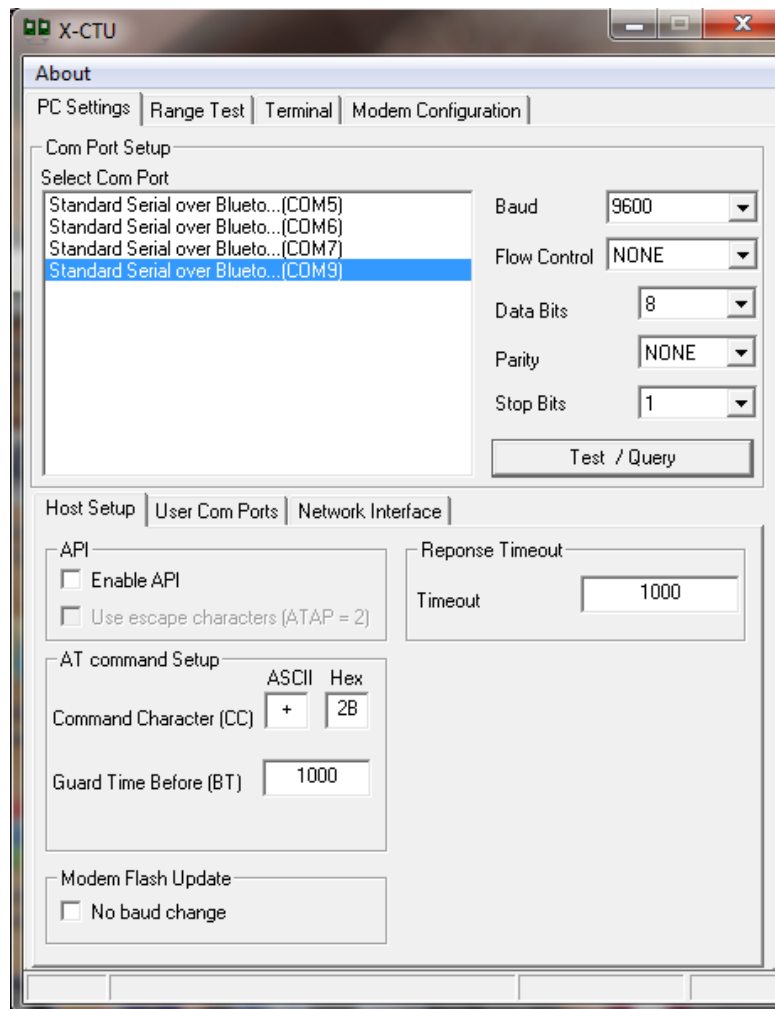 X-CTU
About
PC Settings Range Test Terminal Modem Configuration
Com Port Setup
Select Com Port
Standard Serial over Blueto...(COM5)
Standard Serial over Blueto...(COM6)
Standard Serial over Blueto...(COM7)
Standard Serial over Blueto...(COM9)
Baud 9600
Flow Control NONE
Data Bits 8
Parity NONE
Stop Bits 1
Test / Query
Host Setup User Com Ports Network Interface
API
Enable API
Use escape characters (ATAP = 2)
Reponse Timeout
Timeout 1000
AT command Setup
ASCII Hex
Command Character (CC) + 2B
Guard Time Before (BT) 1000
Modem Flash Update
No baud change